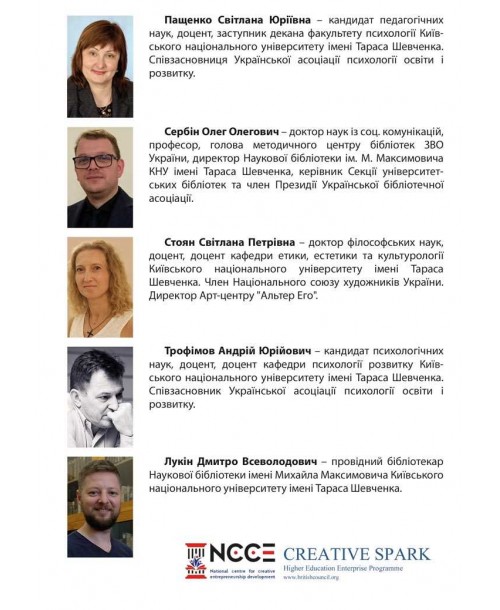 Пащенко Світлана Юріївна – кандидат педагогічних
наук, доцент, заступник декана факультету психології Київ-
ського національного університету імені Тараса Шевченка.
Співзасновниця Української асоціації психології освіти і
розвитку.
Сербін Олег Олегович – доктор наук із соц. комунікацій,
професор, голова методичного центру бібліотек ЗВО
України, директор Наукової бібліотеки ім. М. Максимовича
КНУ імені Тараса Шевченка, керівник Секції університет-
ських бібліотек та член Президії Української бібліотечної
асоціації.
Стоян Світлана Петрівна – доктор філософських наук,
доцент, доцент кафедри етики, естетики та культурології
Київського національного університету імені Тараса
Шевченка. Член Національного союзу художників України.
Директор Арт-центру "Альтер Его".
Трофімов Андрій Юрійович – кандидат психологічних
наук, доцент, доцент кафедри психології розвитку Київ-
ського національного університету імені Тараса Шевченка.
Співзасновник Української асоціації психології освіти і
розвитку.
Лукін Дмитро Всеволодович – провідний бібліотекар
Наукової бібліотеки імені Михайла Максимовича Київського
національного університету імені Тараса Шевченка.
NCCE
National centre for creative
entrepreneurship development
CREATIVE SPARK
Higher Education Enterprise Programme
www.britishcouncil.org